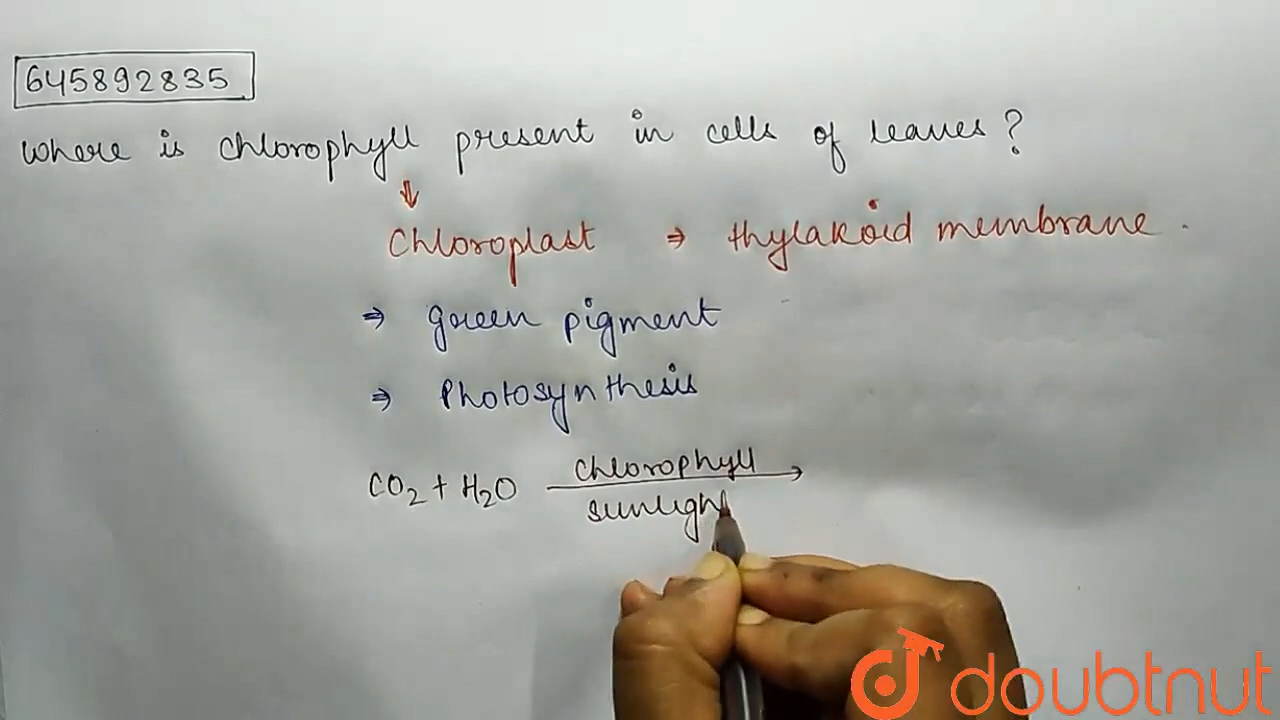 645892835
Where is chlorophyll present in cells of leaves?
⇓
Chloroplast ⇒ thylakoid membrane.
⇒ green pigment
⇒ Photosynthesis
chlorophyll
CO2 + H2O →
sunligh
doubtnut